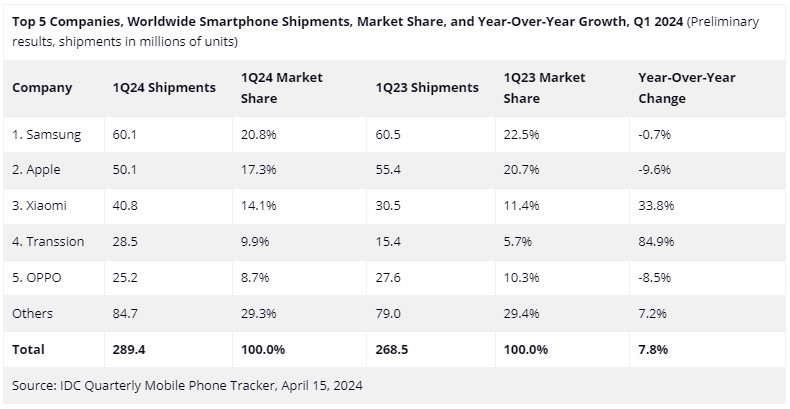 Top 5 Companies, Worldwide Smartphone Shipments, Market Share, and Year-Over-Year Growth, Q1 2024 (Preliminary
results, shipments in millions of units)
Company 1Q24 Shipments 1Q24 Market Share 1Q23 Shipments 1Q23 Market Share Year-Over-Year Change
1. Samsung 60.1 20.8% 60.5 22.5% -0.7%
2. Apple 50.1 17.3% 55.4 20.7% -9.6%
3. Xiaomi 40.8 14.1% 30.5 11.4% 33.8%
4. Transsion 28.5 9.9% 15.4 5.7% 84.9%
5. OPPO 25.2 8.7% 27.6 10.3% -8.5%
Others 84.7 29.3% 79.0 29.4% 7.2%
Total 289.4 100.0% 268.5 100.0% 7.8%
Source: IDC Quarterly Mobile Phone Tracker, April 15, 2024